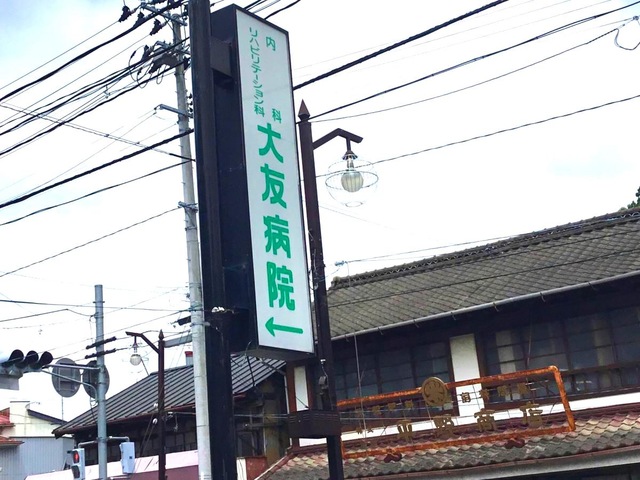 内科
リハビリテーション科
大友病院
←